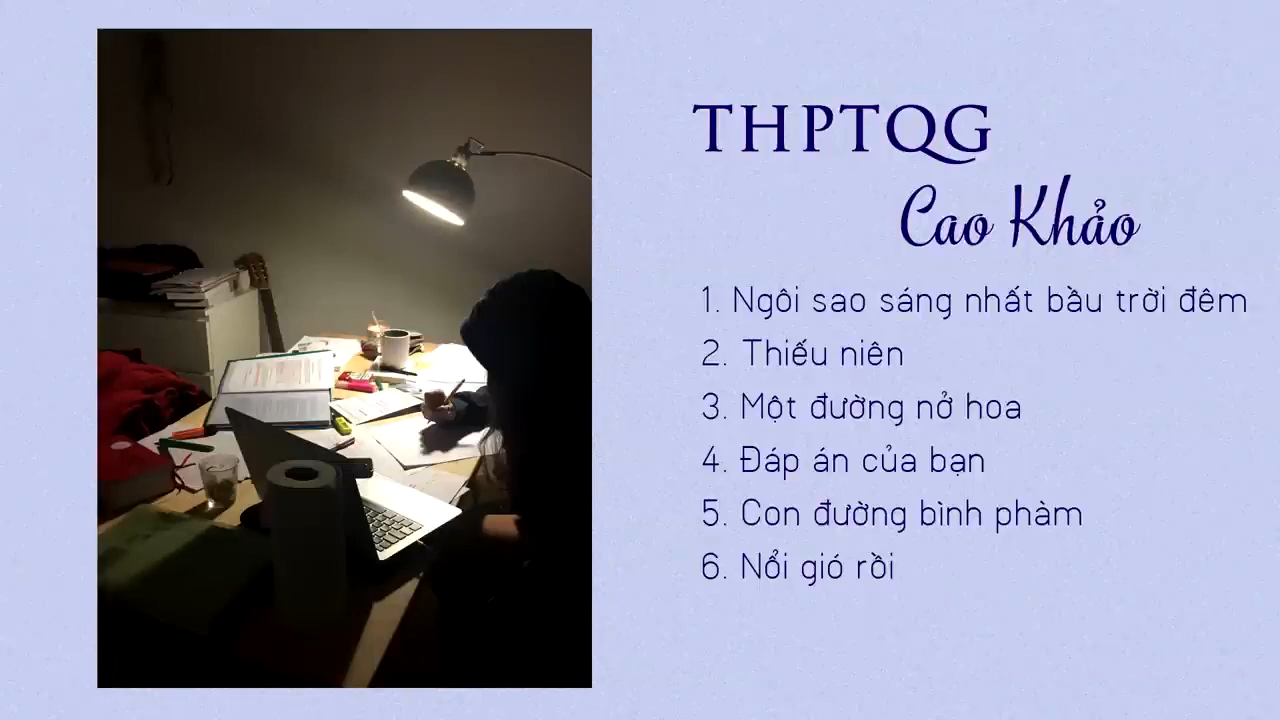 THPTQG
Cao Khảo
1. Ngôi sao sáng nhất bầu trời đêm
2. Thiếu niên
3. Một đường nở hoa
4. Đáp án của bạn
5. Con đường bình phàm
6. Nổi gió rồi